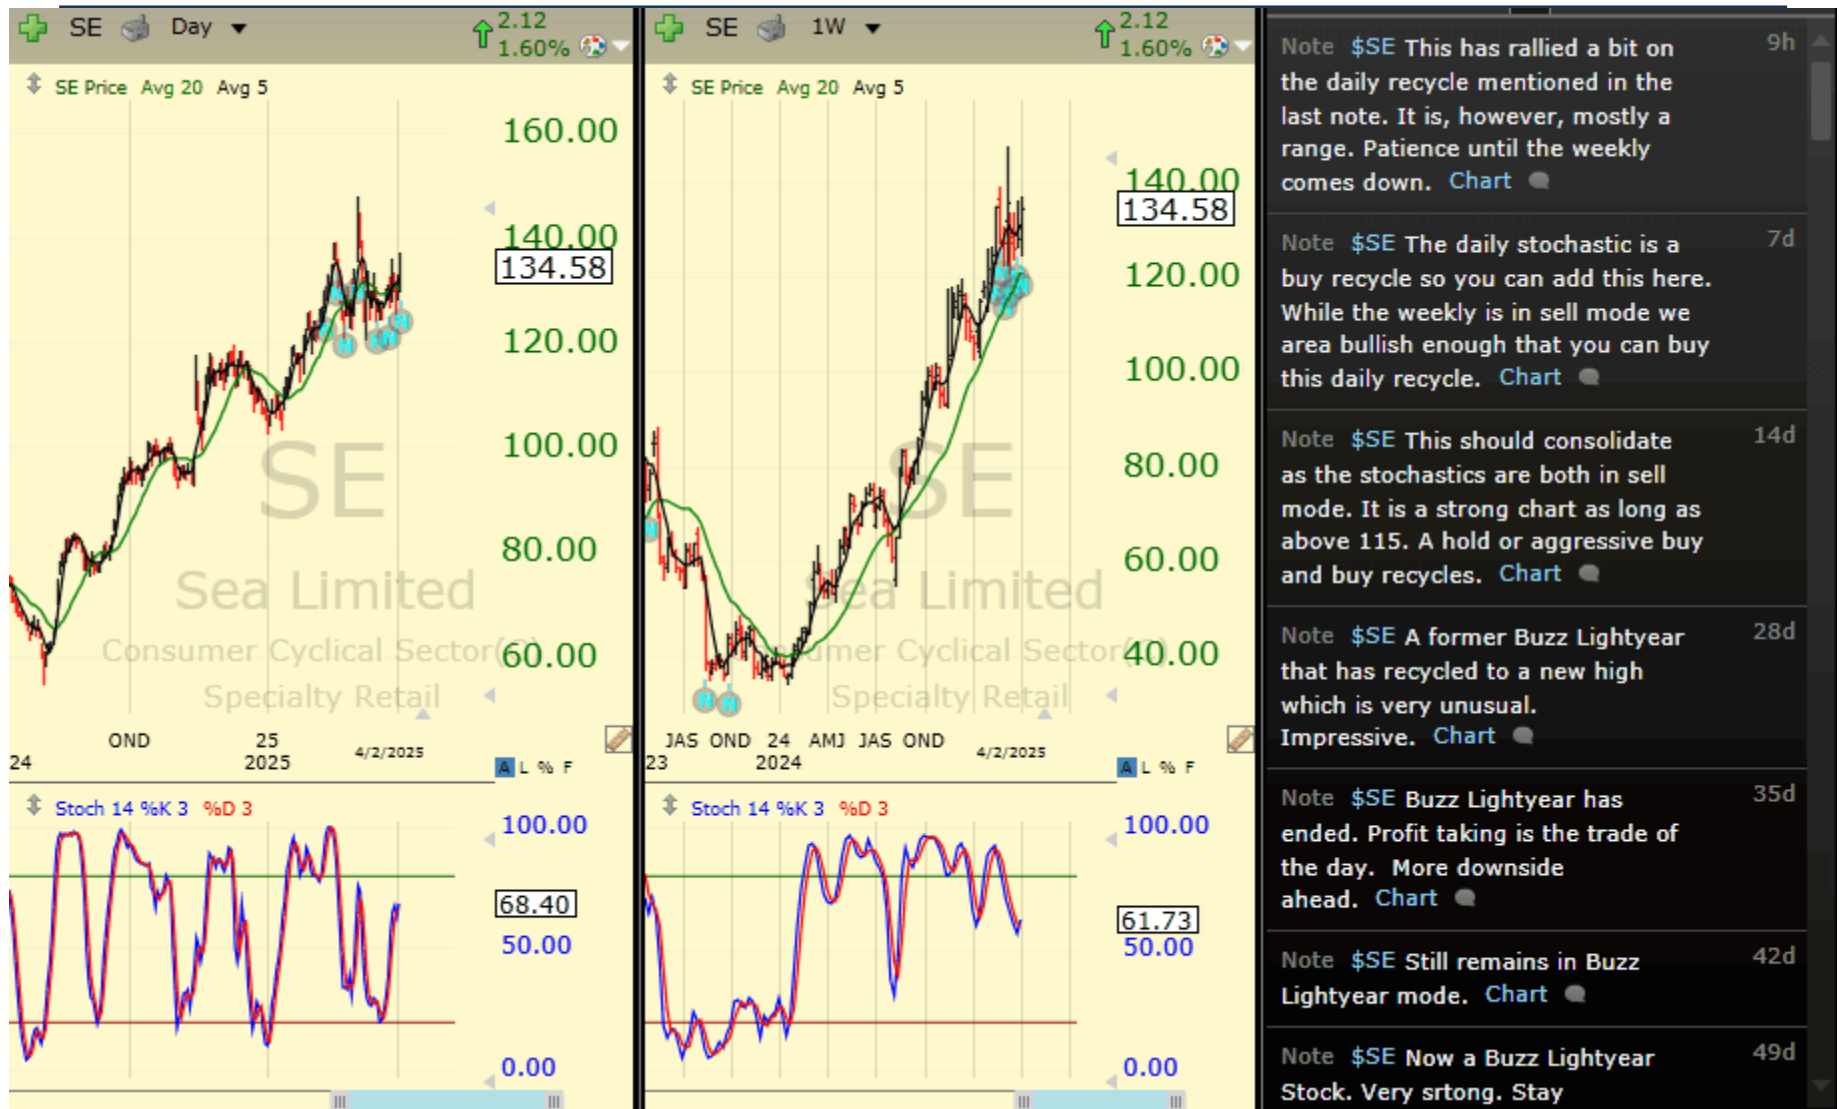 SE Day 2.12
1.60%
SE Price Avg 20 Avg 5
160.00
140.00
134.58
120.00
100.00
80.00
60.00
SE
Sea Limited
Consumer Cyclical Sector(C)
Specialty Retail
OND 25
24 2025 4/2/2025
A L % F
Stoch 14 %K 3 %D 3
100.00
68.40
50.00
0.00
SE 1W 2.12
1.60%
SE Price Avg 20 Avg 5
140.00
134.58
120.00
100.00
80.00
60.00
40.00
SE
Sea Limited
Consumer Cyclical Sector(C)
Specialty Retail
JAS OND 24 AMJ JAS OND
23 2024 4/2/2025
A L % F
Stoch 14 %K 3 %D 3
100.00
61.73
50.00
0.00
Note $SE This has rallied a bit on 9h
the daily recycle mentioned in the
last note. It is, however, mostly a
range. Patience until the weekly
comes down. Chart
Note $SE The daily stochastic is a 7d
buy recycle so you can add this here.
While the weekly is in sell mode we
area bullish enough that you can buy
this daily recycle. Chart
Note $SE This should consolidate 14d
as the stochastics are both in sell
mode. It is a strong chart as long as
above 115. A hold or aggressive buy
and buy recycles. Chart
Note $SE A former Buzz Lightyear 28d
that has recycled to a new high
which is very unusual.
Impressive. Chart
Note $SE Buzz Lightyear has 35d
ended. Profit taking is the trade of
the day. More downside
ahead. Chart
Note $SE Still remains in Buzz 42d
Lightyear mode. Chart
Note $SE Now a Buzz Lightyear 49d
Stock. Very srtong. Stay